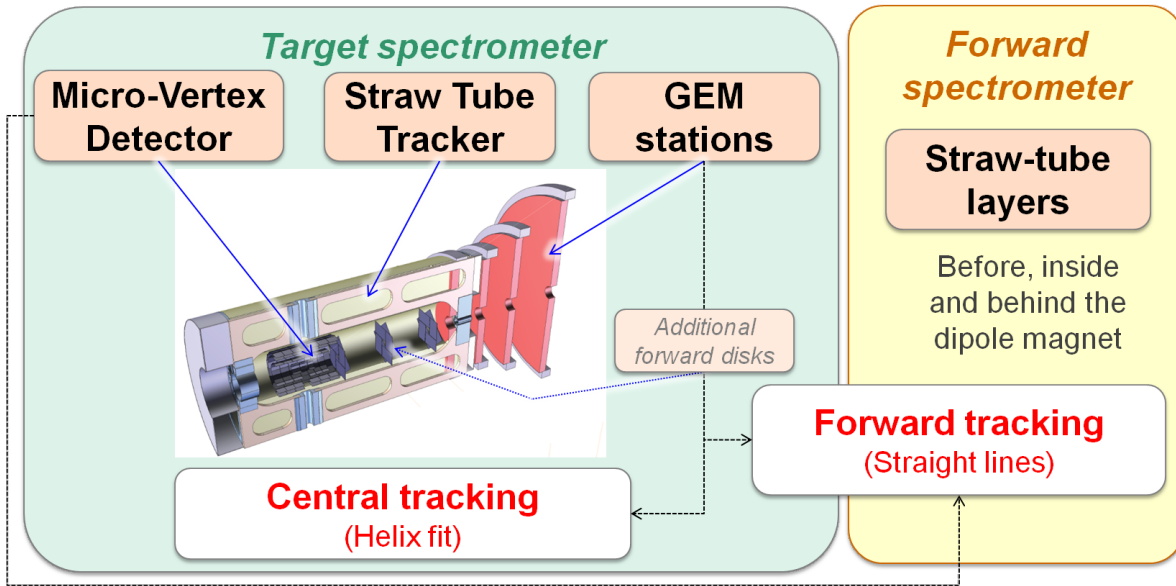 Target spectrometer
Micro-Vertex
Detector
Straw Tube
Tracker
GEM
stations
Additional
forward disks
Central tracking
(Helix fit)
Forward
spectrometer
Straw-tube
layers
Before, inside
and behind the
dipole magnet
Forward tracking
(Straight lines)